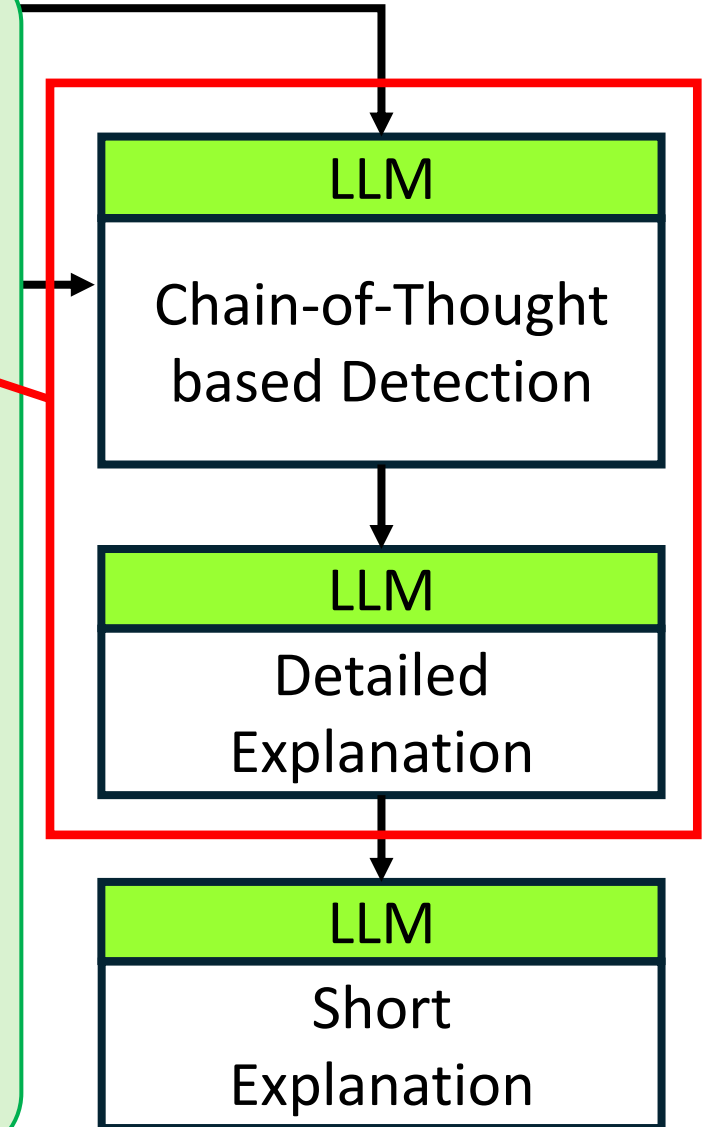 LLM
Chain-of-Thought
based Detection
LLM
Detailed
Explanation
LLM
Short
Explanation